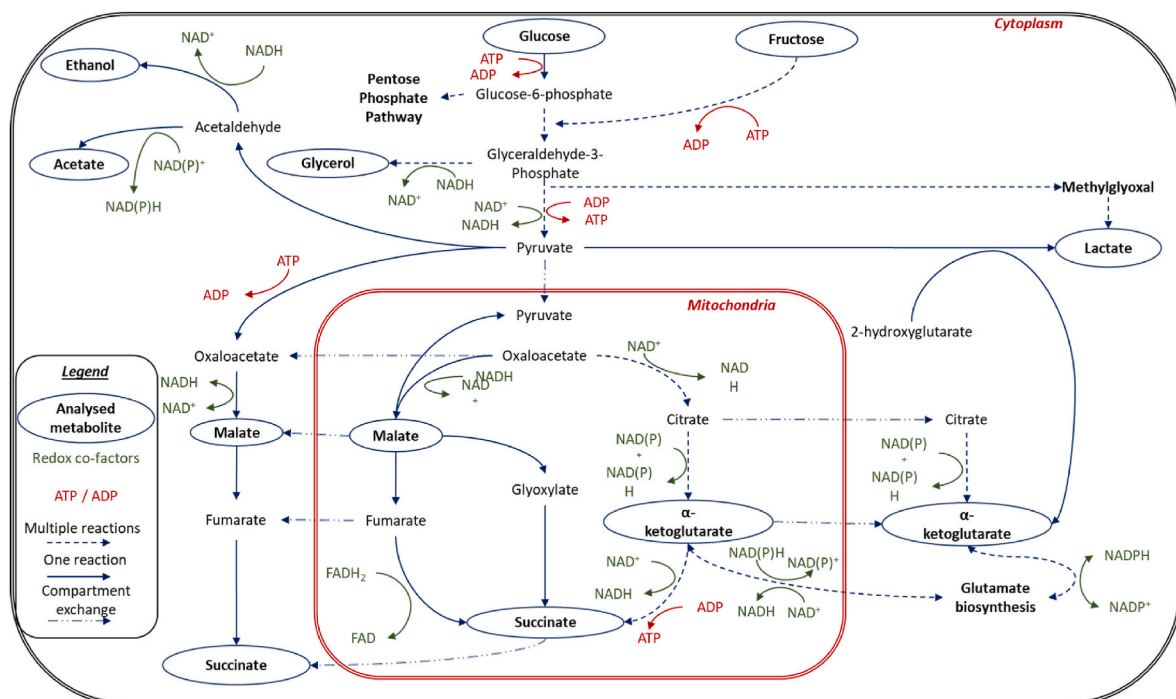 Cytoplasm
Glucose
Fructose
NAD⁺
NADH
Ethanol
ATP
ADP
Pentose
Phosphate
Pathway
Glucose-6-phosphate
Acetaldehyde
ADP
ATP
Acetate
NAD(P)⁺
NAD(P)H
Glycerol
Glyceraldehyde-3-
Phosphate
NAD⁺
NADH
Methylglyoxal
NAD⁺
NADH
ADP
ATP
Pyruvate
Lactate
ATP
ADP
Mitochondria
Pyruvate
2-hydroxyglutarate
Oxaloacetate
Oxaloacetate
NAD⁺
NAD
H
NADH
NAD⁺
NADH
NAD
+
Malate
Malate
Citrate
Citrate
NAD(P)
+
NAD(P)
H
NAD(P)
+
NAD(P)
H
Glyoxylate
Fumarate
Fumarate
α-
ketoglutarate
α-
ketoglutarate
FADH₂
FAD
NAD⁺
NADH
NAD(P)H
NAD(P)⁺
NADH
NAD⁺
ADP
ATP
Glutamate
biosynthesis
NADPH
NADP⁺
Succinate
Succinate
Legend
Analysed
metabolite
Redox co-factors
ATP / ADP
Multiple reactions
One reaction
Compartment
exchange